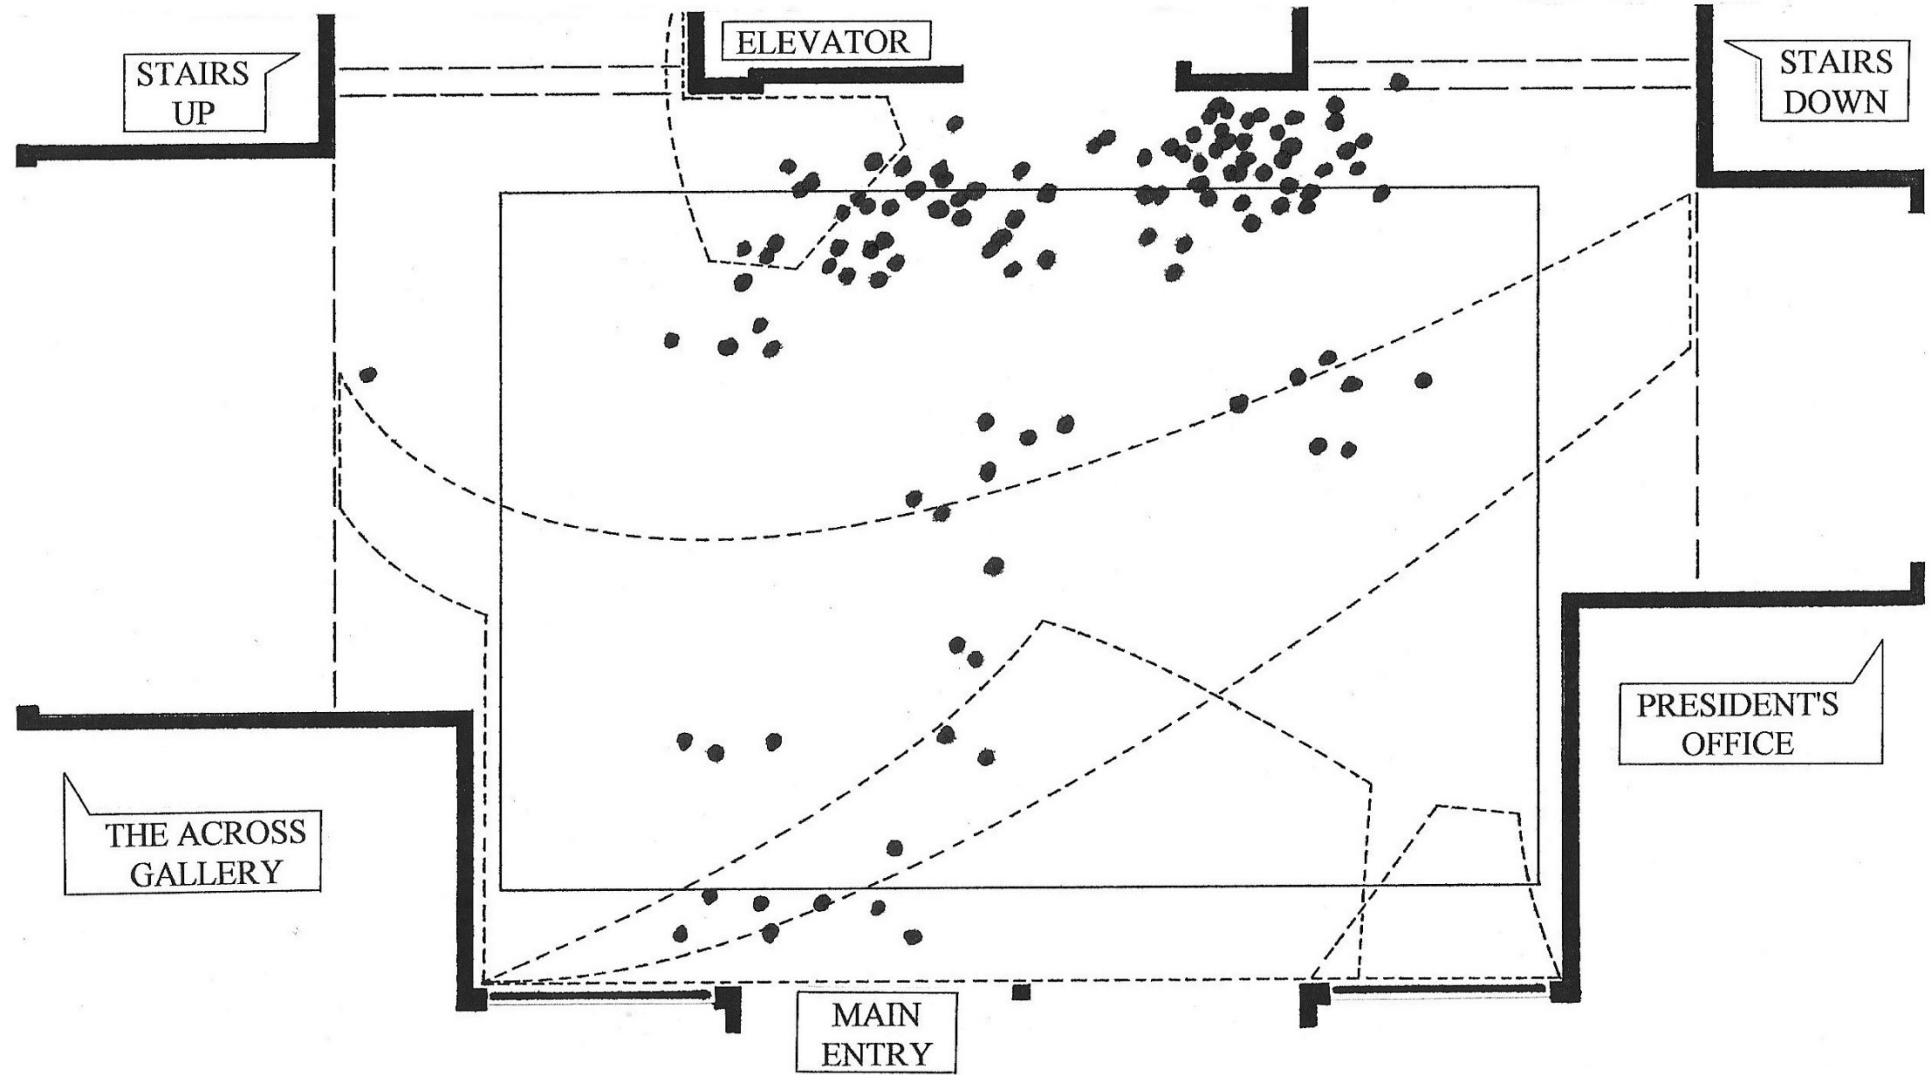 ELEVATOR
STAIRS
UP
STAIRS
DOWN
PRESIDENT'S
OFFICE
THE ACROSS
GALLERY
MAIN
ENTRY